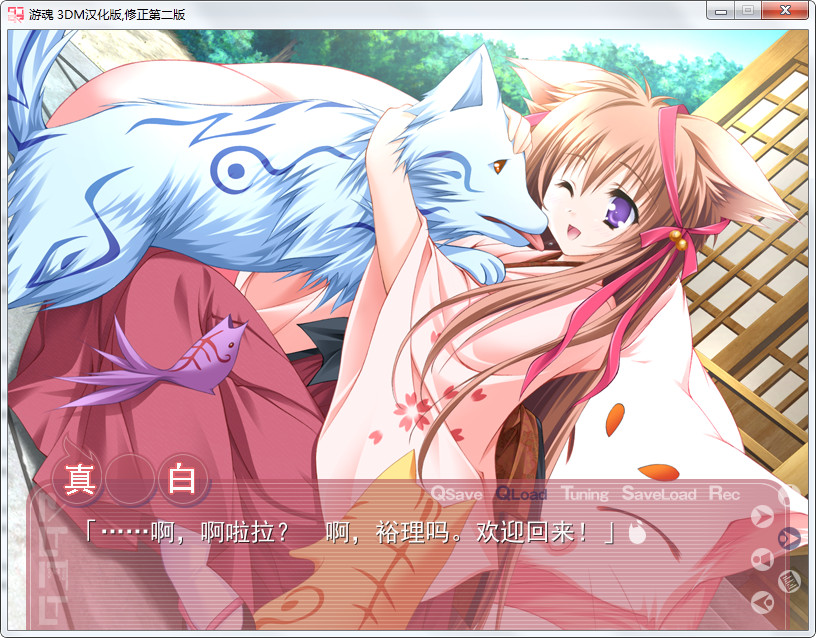 游魂 3DM汉化版,修正第二版
真 白
QSave QLoad Tuning SaveLoad Rec
「……啊，啊啦拉？　啊，裕理吗。欢迎回来！」